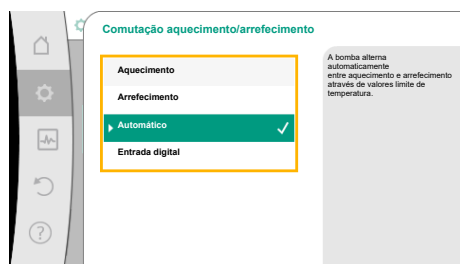 Comutação aquecimento/arrefecimento
Aquecimento
Arrefecimento
Automático
Entrada digital
A bomba alterna
automaticamente
entre aquecimento e arrefecimento
através de valores limite de
temperatura.
?